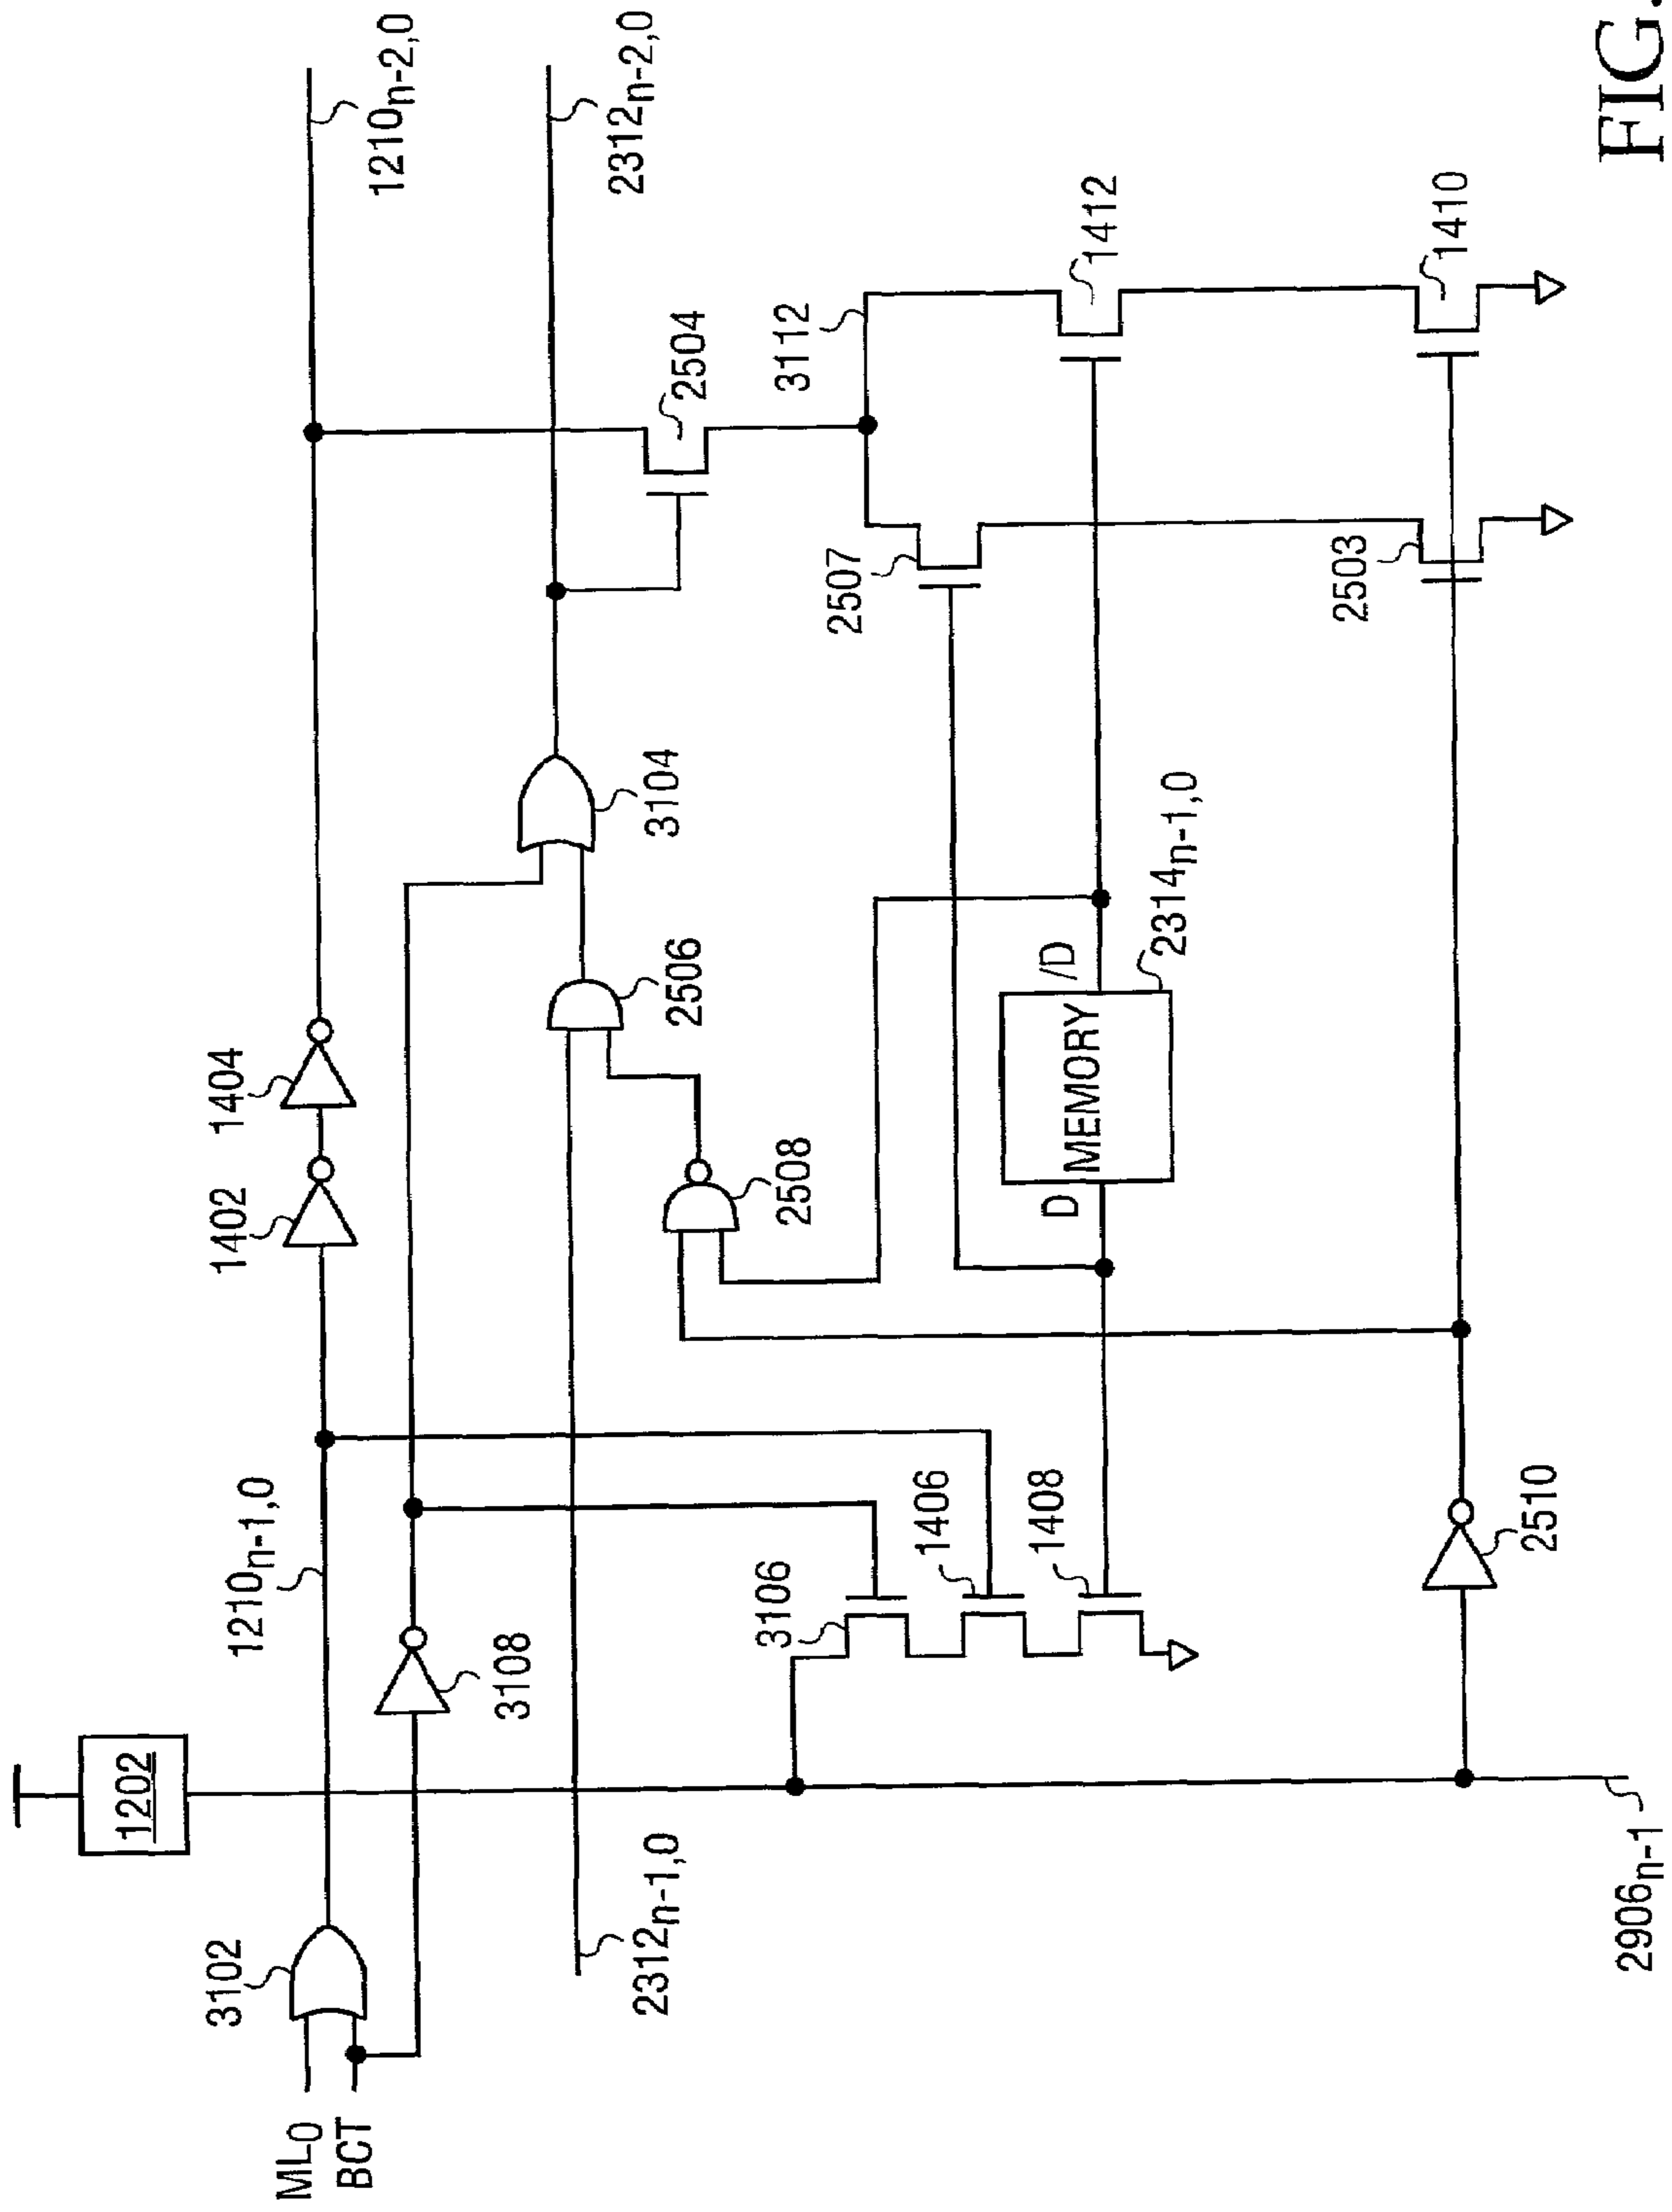 ML0
BCT
3102
1202
1210n-1,0
1402
1404
1210n-2,0
3108
2312n-1,0
2312n-2,0
3104
2506
2508
2504
3112
2507
1412
3106
1406
1408
D
MEMORY
/D
2314n-1,0
2503
1410
2510
2906n-1
FIG.